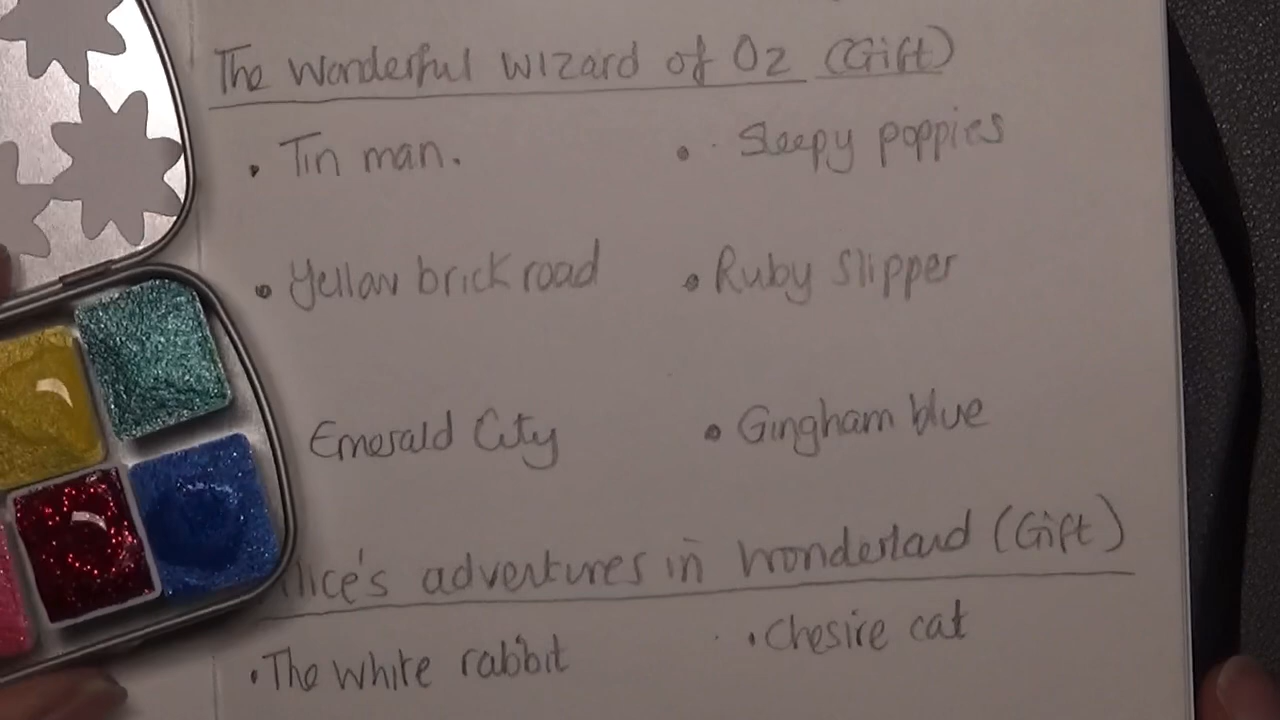 The Wonderful Wizard of Oz (Gift)
• Tin man.
• Sleepy poppies
• Yellow brick road
• Ruby slipper
Emerald City
• Gingham blue
lice's adventures in Wonderland (Gift)
• The white rabbit
• Chesire cat